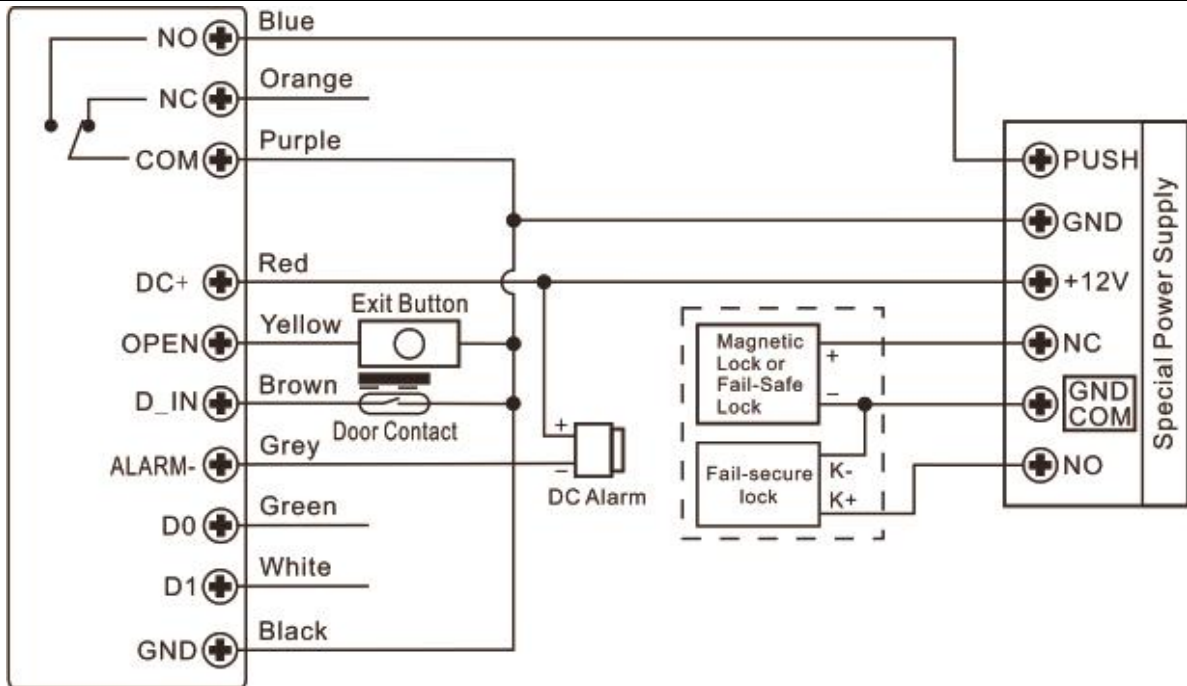 NO
Blue
NC
Orange
COM
Purple
DC+
Red
OPEN
Yellow
Exit Button
D_IN
Brown
Door Contact
ALARM-
Grey
+
–
DC Alarm
D0
Green
D1
White
GND
Black
Magnetic
Lock or
Fail-Safe
Lock
+
–
Fail-secure
lock
K-
K+
PUSH
GND
+12V
NC
GND
COM
NO
Special Power Supply